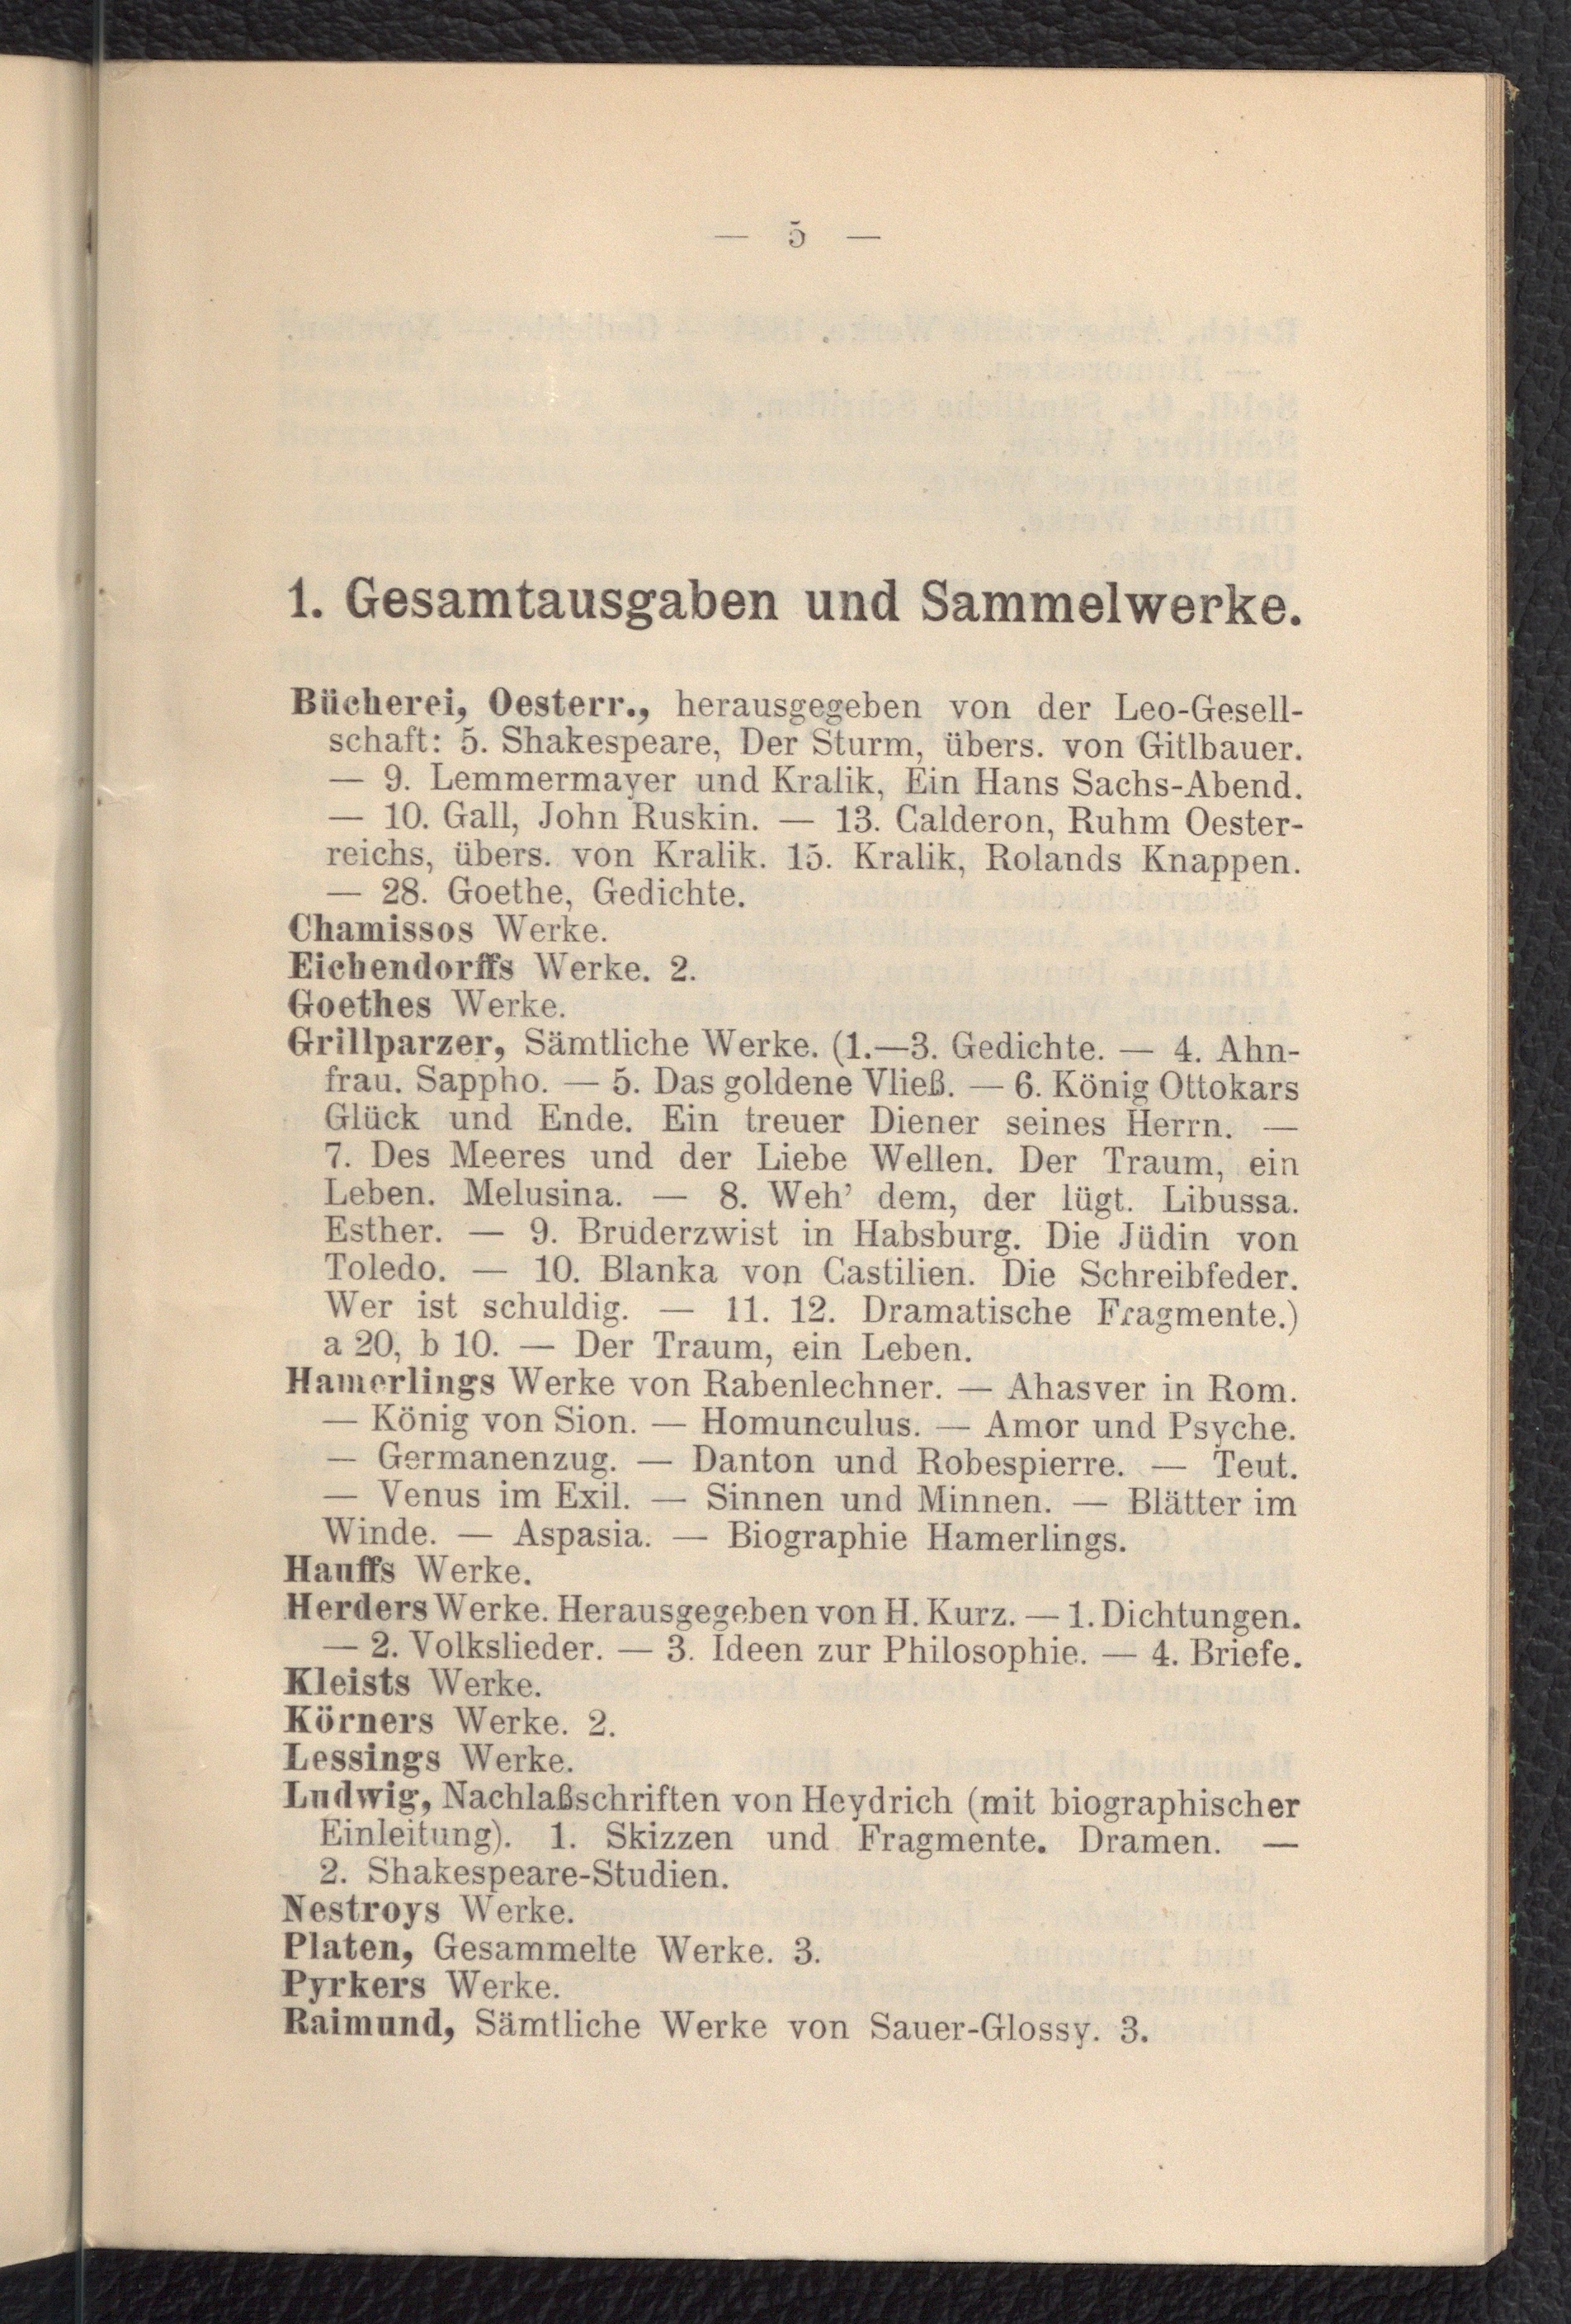 — 5 —
1. Gesamtausgaben und Sammelwerke.
Bücherei, Oesterr., herausgegeben von der Leo-Gesell-
schaft: 5. Shakespeare, Der Sturm, übers. von Gitlbauer.
— 9. Lemmermayer und Kralik, Ein Hans Sachs-Abend.
— 10. Gall, John Ruskin. — 13. Calderon, Ruhm Oester-
reichs, übers. von Kralik. 15. Kralik, Rolands Knappen.
— 28. Goethe, Gedichte.
Chamissos Werke.
Eichendorffs Werke. 2.
Goethes Werke.
Grillparzer, Sämtliche Werke. (1.—3. Gedichte. — 4. Ahn-
frau. Sappho. — 5. Das goldene Vließ. — 6. König Ottokars
Glück und Ende. Ein treuer Diener seines Herrn. —
7. Des Meeres und der Liebe Wellen. Der Traum, ein
Leben. Melusina. — 8. Weh’ dem, der lügt. Libussa.
Esther. — 9. Bruderzwist in Habsburg. Die Jüdin von
Toledo. — 10. Blanka von Castilien. Die Schreibfeder.
Wer ist schuldig. — 11. 12. Dramatische Fragmente.)
a 20, b 10. — Der Traum, ein Leben.
Hamerlings Werke von Rabenlechner. — Ahasver in Rom.
— König von Sion. — Homunculus. — Amor und Psyche.
— Germanenzug. — Danton und Robespierre. — Teut.
— Venus im Exil. — Sinnen und Minnen. — Blätter im
Winde. — Aspasia. — Biographie Hamerlings.
Hauffs Werke.
Herders Werke. Herausgegeben von H. Kurz. — 1. Dichtungen.
— 2. Volkslieder. — 3. Ideen zur Philosophie. — 4. Briefe.
Kleists Werke.
Körners Werke. 2.
Lessings Werke.
Ludwig, Nachlaßschriften von Heydrich (mit biographischer
Einleitung). 1. Skizzen und Fragmente. Dramen. —
2. Shakespeare-Studien.
Nestroys Werke.
Platen, Gesammelte Werke. 3.
Pyrkers Werke.
Raimund, Sämtliche Werke von Sauer-Glossy. 3.